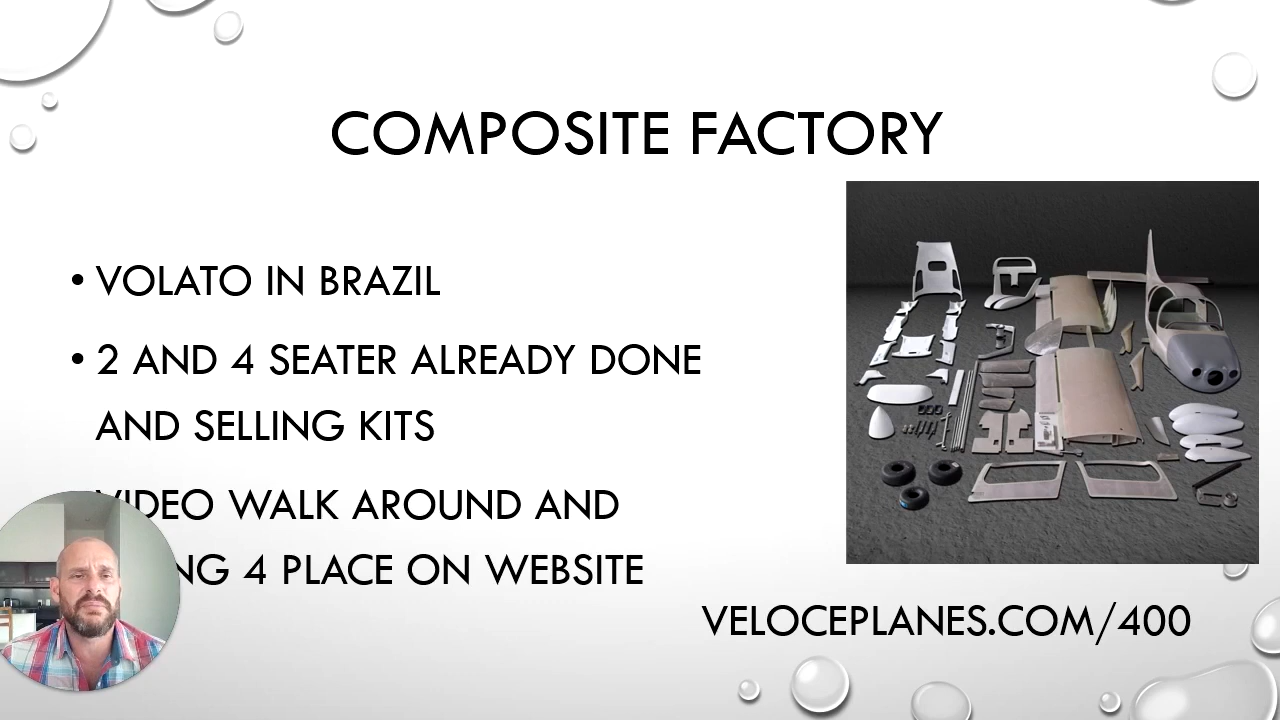 COMPOSITE FACTORY
• VOLATO IN BRAZIL
• 2 AND 4 SEATER ALREADY DONE
AND SELLING KITS
VIDEO WALK AROUND AND
4 PLACE ON WEBSITE
VELOCEPLANES.COM/400